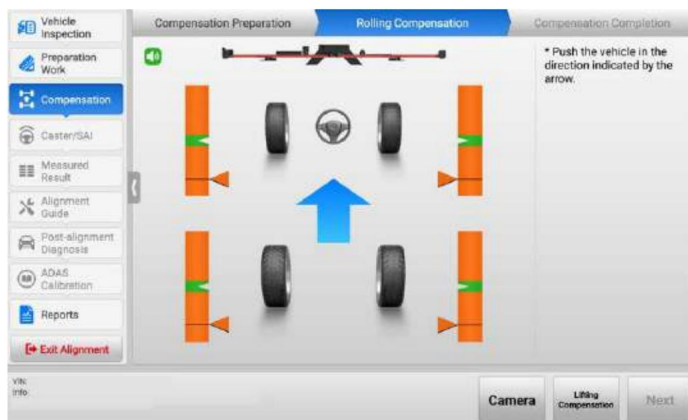 Vehicle
Inspection
Preparation
Work
Compensation
Caster/SAI
Measured
Result
Alignment
Guide
Post-alignment
Diagnosis
ADAS
Calibration
Reports
Exit Alignment
Compensation Preparation
Rolling Compensation
Compensation Completion
* Push the vehicle in the
direction indicated by the
arrow.
VIN:
Info:
Camera
Lifting
Compensation
Next